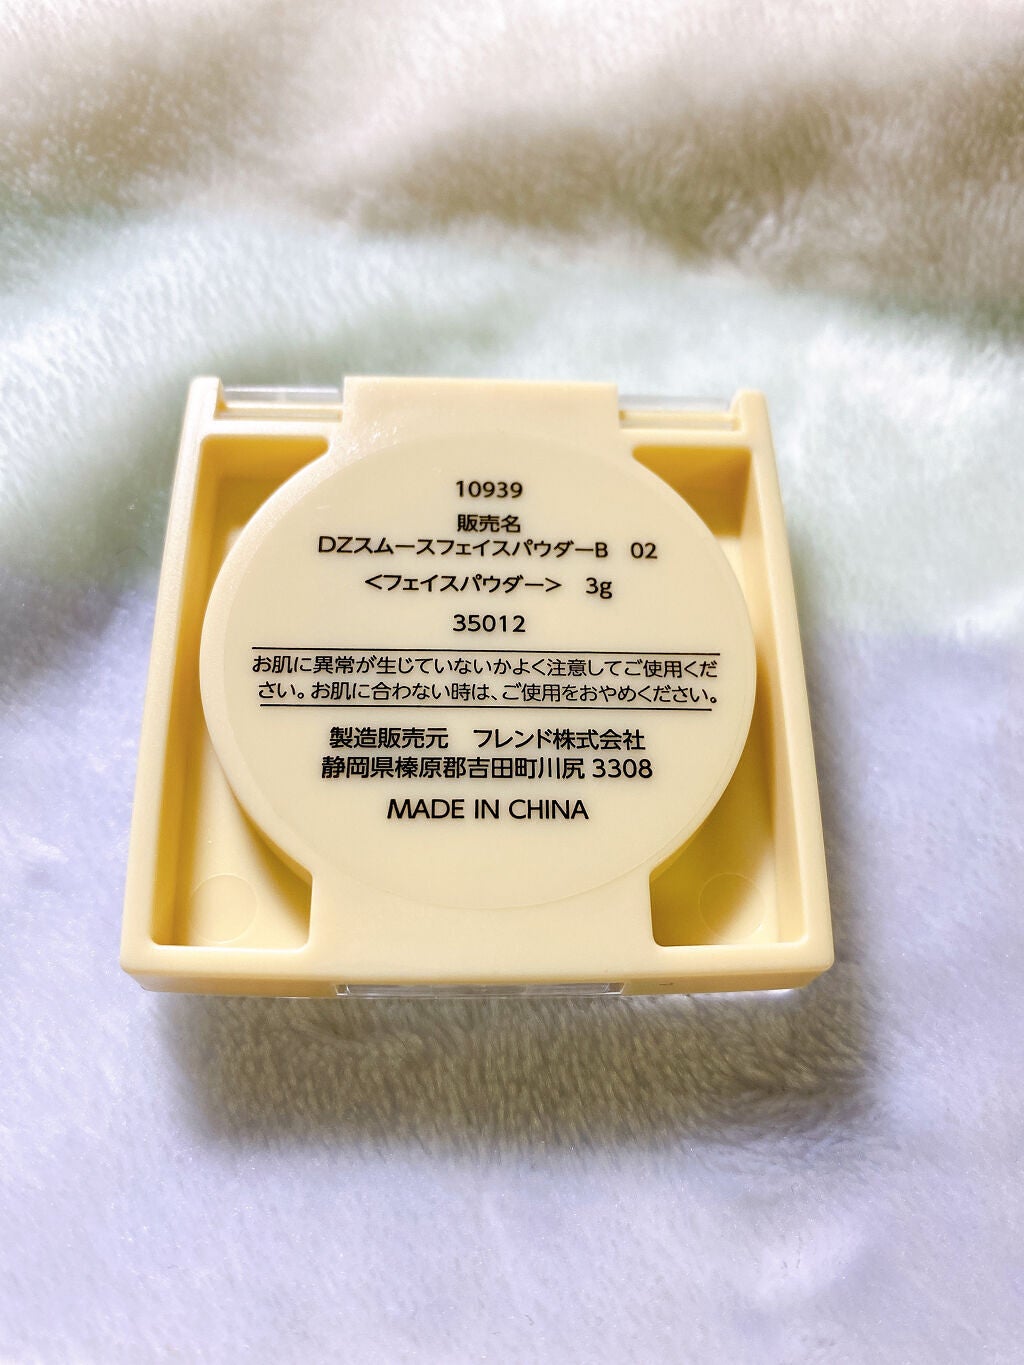 10939
販売名
DZスムースフェイスパウダーB 02
<フェイスパウダー> 3g
35012
お肌に異常が生じていないかよく注意してご使用くだ
さい。お肌に合わない時は、ご使用をおやめください。
製造販売元 フレンド株式会社
静岡県榛原郡吉田町川尻 3308
MADE IN CHINA